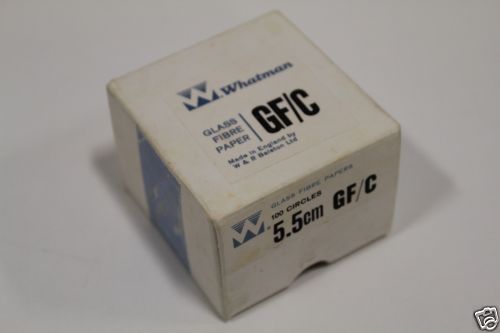 Whatman
GLASS
FIBRE
PAPER
GF/C
Made in England by
W & R Balston Ltd
GLASS FIBRE PAPERS
100 CIRCLES
5.5cm GF/C